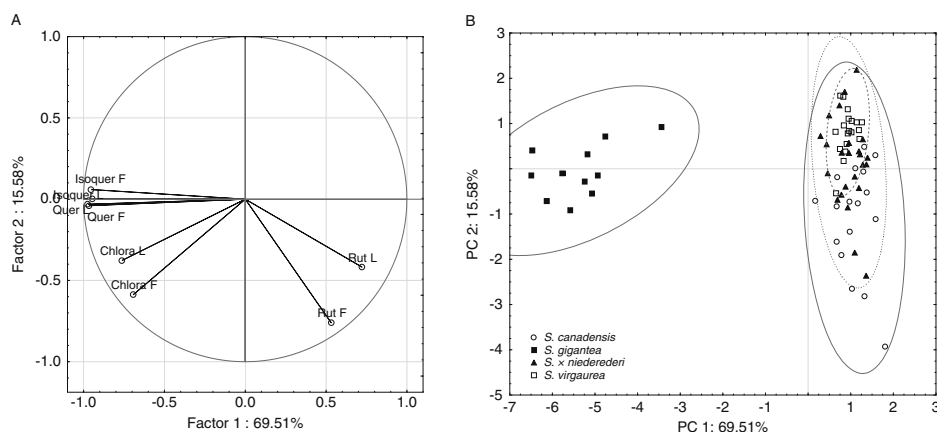 A
1.0
0.5
0.0
-0.5
-1.0
Factor 2 : 15.58%
Isoquer F
Isoquer L
Quer L
Quer F
Chlora L
Chlora F
Rut L
Rut F
-1.0 -0.5 0.0 0.5 1.0
Factor 1 : 69.51%
B
3
2
1
-1
-2
-3
-4
-5
PC 2: 15.58%
S. canadensis
S. gigantea
S. × niederederi
S. virgaurea
-7 -6 -5 -4 -3 -2 -1 1 2 3
PC 1: 69.51%